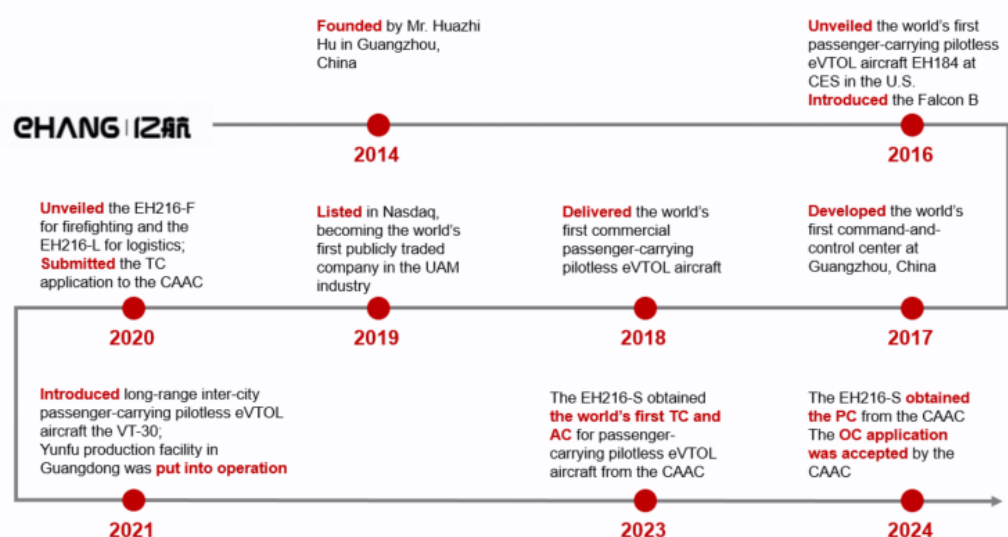 Founded by Mr. Huazhi
Hu in Guangzhou,
China
Unveiled the world's first
passenger-carrying pilotless
eVTOL aircraft EH184 at
CES in the U.S.
Introduced the Falcon B
EHANG | 亿航
2014
2016
Unveiled the EH216-F
for firefighting and the
EH216-L for logistics;
Submitted the TC
application to the CAAC
Listed in Nasdaq,
becoming the world's
first publicly traded
company in the UAM
industry
Delivered the world's
first commercial
passenger-carrying
pilotless eVTOL aircraft
Developed the world's
first command-and-
control center at
Guangzhou, China
2020
2019
2018
2017
Introduced long-range inter-city
passenger-carrying pilotless eVTOL
aircraft the VT-30;
Yunfu production facility in
Guangdong was put into operation
The EH216-S obtained
the world's first TC and
AC for passenger-
carrying pilotless eVTOL
aircraft from the CAAC
The EH216-S obtained
the PC from the CAAC
The OC application
was accepted by the
CAAC
2021
2023
2024